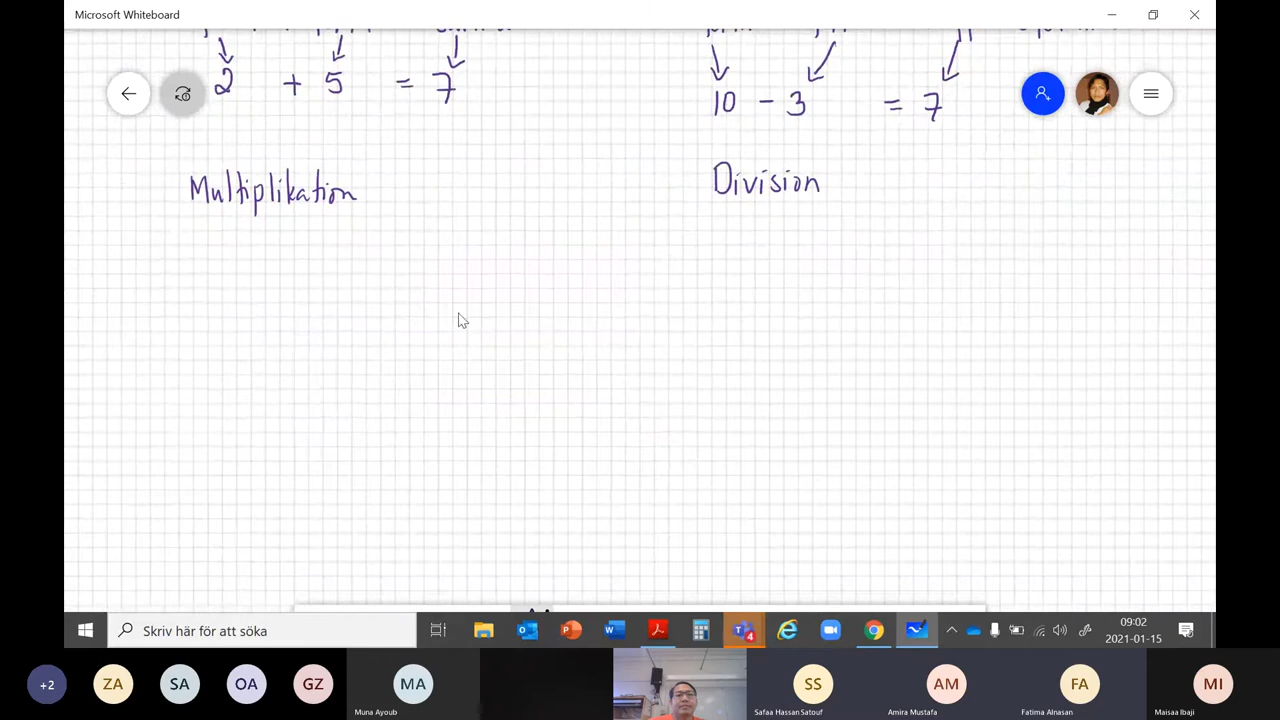 Microsoft Whiteboard
2 + 5 = 7
10 - 3 = 7
Multiplikation
Division
Skriv här för att söka
4
09:02
2021-01-15
+2
ZA
SA
OA
GZ
MA
SS
AM
FA
MI
Muna Ayoub
Safaa Hassan Satouf
Amira Mustafa
Fatima Alnasan
Maisaa Ibaji